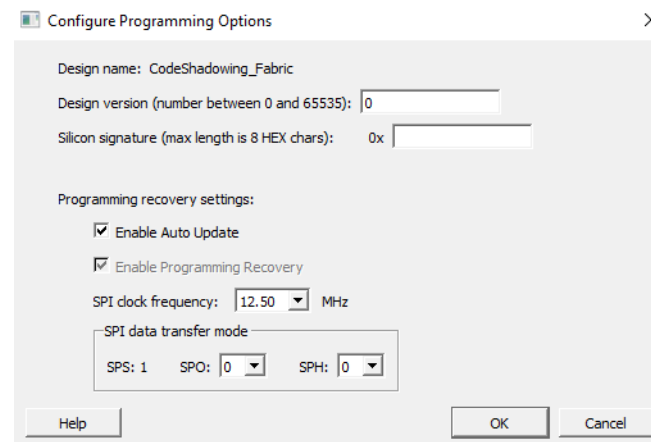 Configure Programming Options
Design name: CodeShadowing_Fabric
Design version (number between 0 and 65535): 0
Silicon signature (max length is 8 HEX chars): 0x
Programming recovery settings:
Enable Auto Update
Enable Programming Recovery
SPI clock frequency: 12.50 MHz
SPI data transfer mode
SPS: 1 SPO: 0 SPH: 0
Help OK Cancel